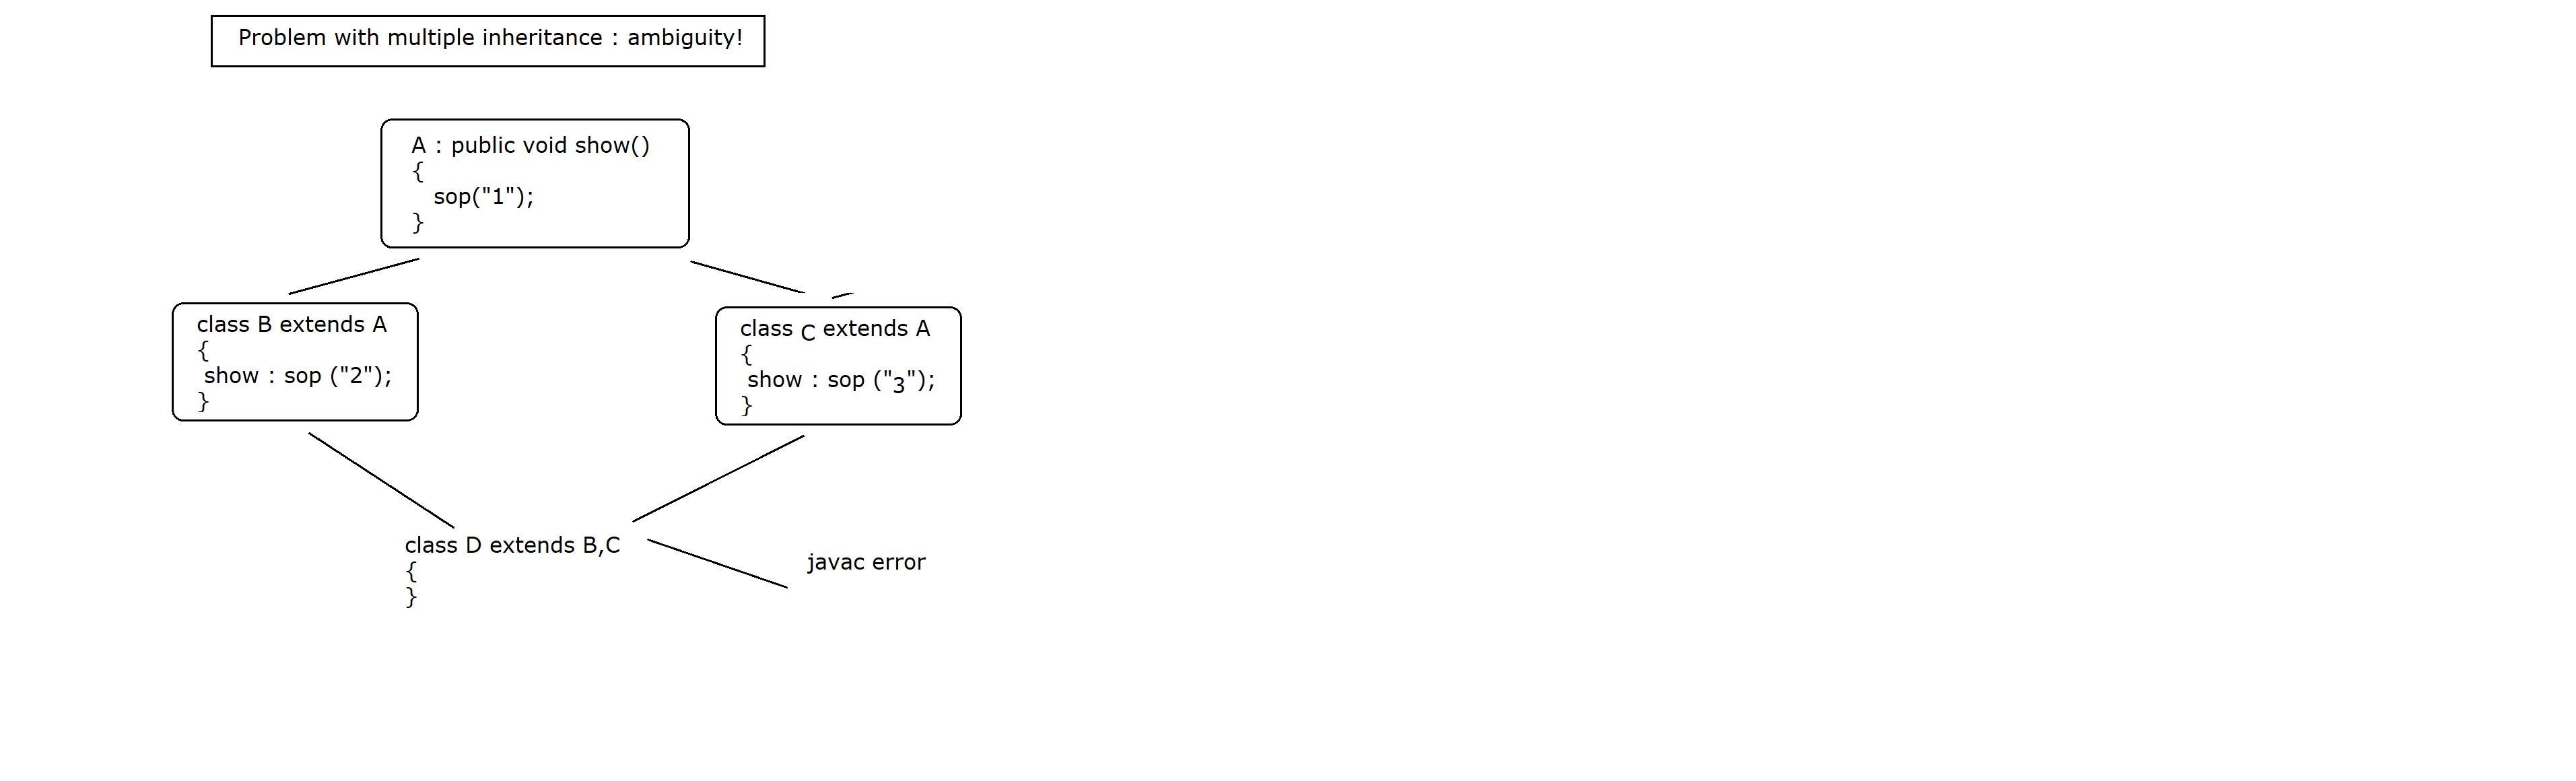 Problem with multiple inheritance : ambiguity!
A : public void show()
{
sop("1");
}
class B extends A
{
show : sop ("2");
}
class C extends A
{
show : sop ("3");
}
class D extends B,C
{
}
javac error